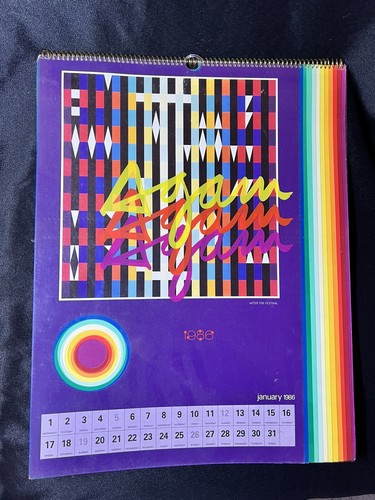 Agam
Agam
Agam
AFTER THE FESTIVAL
1986
january 1986
1 2 3 4 5 6 7 8 9 10 11 12 13 14 15 16
17 18 19 20 21 22 23 24 25 26 27 28 29 30 31